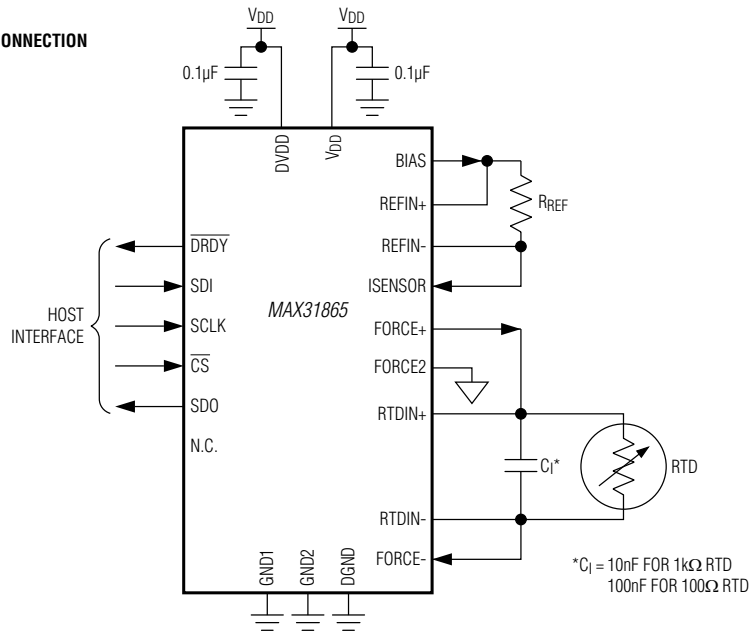 ONNECTION
VDD
VDD
0.1µF
0.1µF
DVDD
VDD
BIAS
REFIN+
RREF
DRDY
REFIN-
SDI
ISENSOR
MAX31865
HOST
INTERFACE
SCLK
FORCE+
CS
FORCE2
SDO
RTDIN+
N.C.
CI*
RTD
RTDIN-
FORCE-
GND1
GND2
DGND
*CI = 10nF FOR 1kΩ RTD
100nF FOR 100Ω RTD